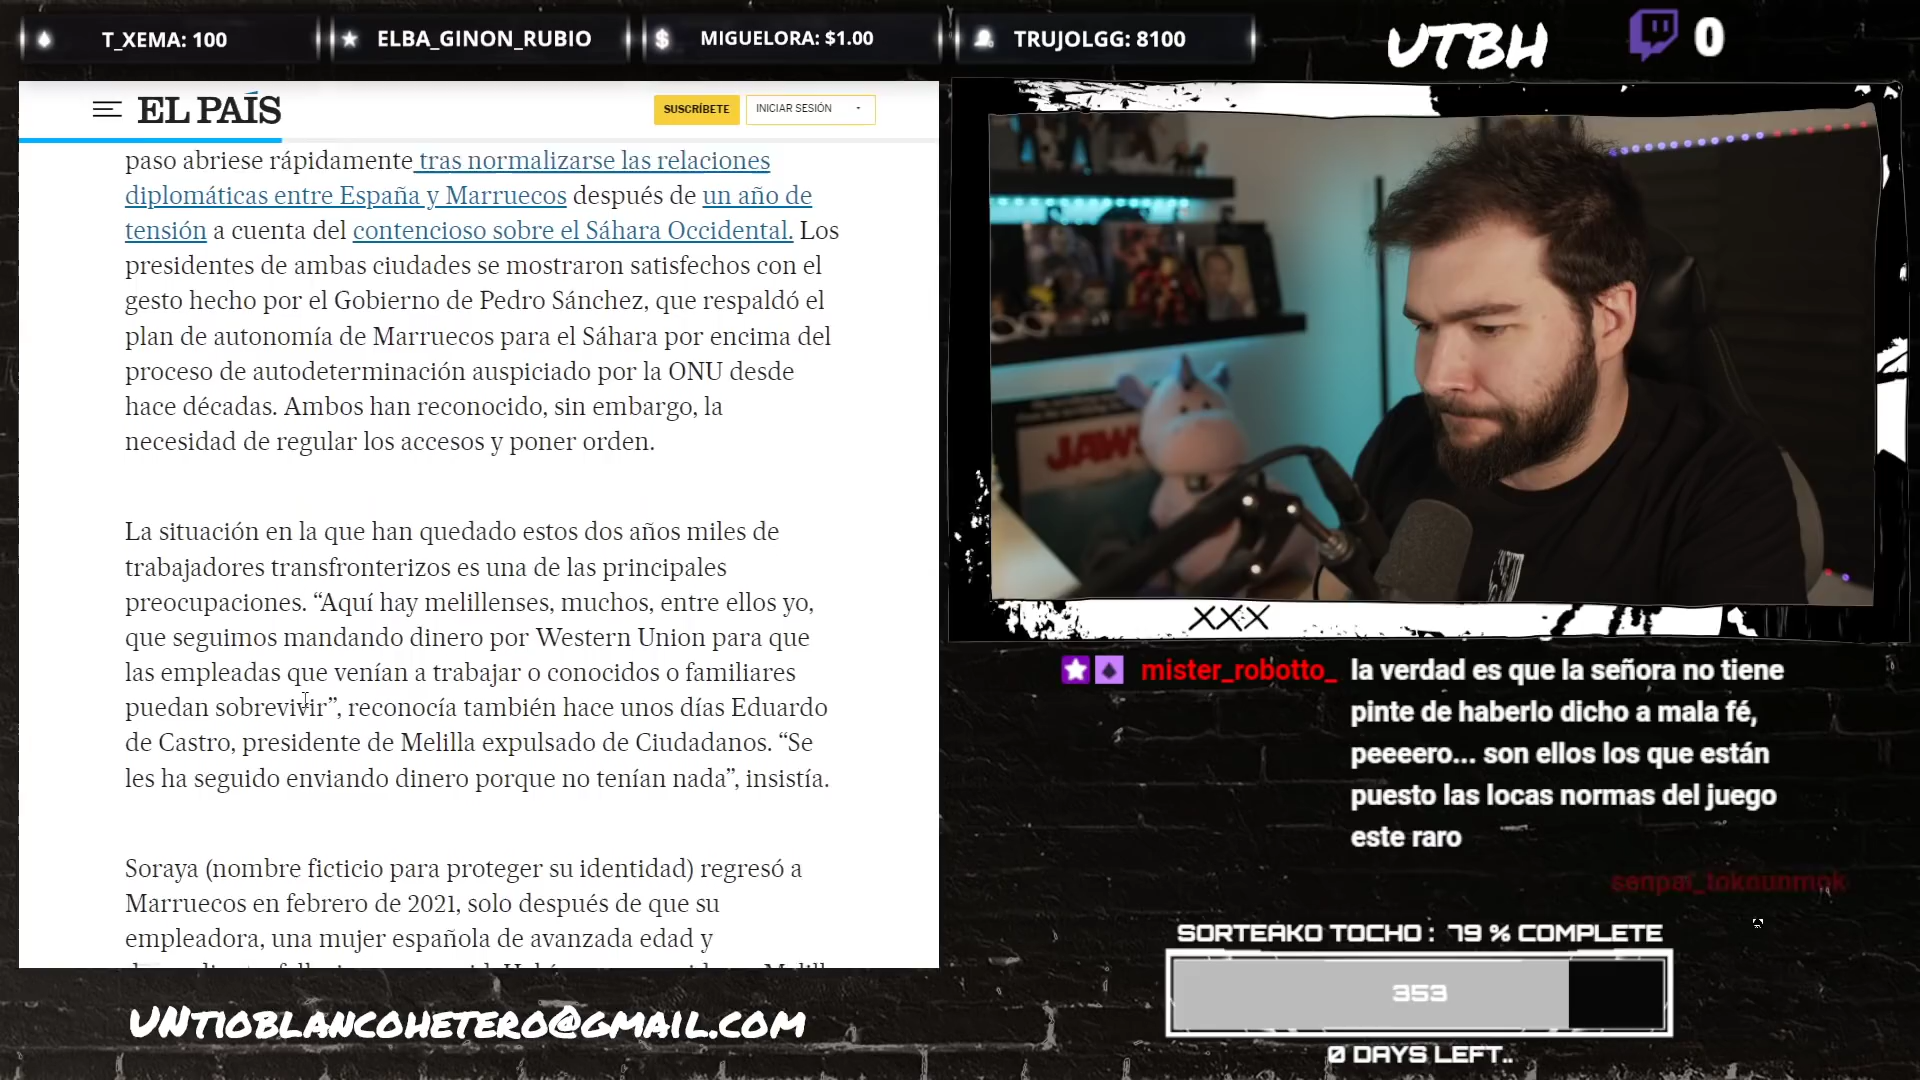 T_XEMA: 100
ELBA_GINON_RUBIO
MIGUELORA: $1.00
TRUJOLGG: 8100
UTBH
0
EL PAÍS
SUSCRÍBETE
INICIAR SESIÓN
paso abriese rápidamente tras normalizarse las relaciones
diplomáticas entre España y Marruecos después de un año de
tensión a cuenta del contencioso sobre el Sáhara Occidental. Los
presidentes de ambas ciudades se mostraron satisfechos con el
gesto hecho por el Gobierno de Pedro Sánchez, que respaldó el
plan de autonomía de Marruecos para el Sáhara por encima del
proceso de autodeterminación auspiciado por la ONU desde
hace décadas. Ambos han reconocido, sin embargo, la
necesidad de regular los accesos y poner orden.
La situación en la que han quedado estos dos años miles de
trabajadores transfronterizos es una de las principales
preocupaciones. “Aquí hay melillenses, muchos, entre ellos yo,
que seguimos mandando dinero por Western Union para que
las empleadas que venían a trabajar o conocidos o familiares
puedan sobrevivir”, reconocía también hace unos días Eduardo
de Castro, presidente de Melilla expulsado de Ciudadanos. “Se
les ha seguido enviando dinero porque no tenían nada”, insistía.
Soraya (nombre ficticio para proteger su identidad) regresó a
Marruecos en febrero de 2021, solo después de que su
empleadora, una mujer española de avanzada edad y
JAWS
XXX
mister_robotto_ la verdad es que la señora no tiene
pinte de haberlo dicho a mala fé,
peeeero... son ellos los que están
puesto las locas normas del juego
este raro
SORTEAKO TOCHO : 79 % COMPLETE
353
0 DAYS LEFT..
UNTIOBLANCOHETERO@GMAIL.COM